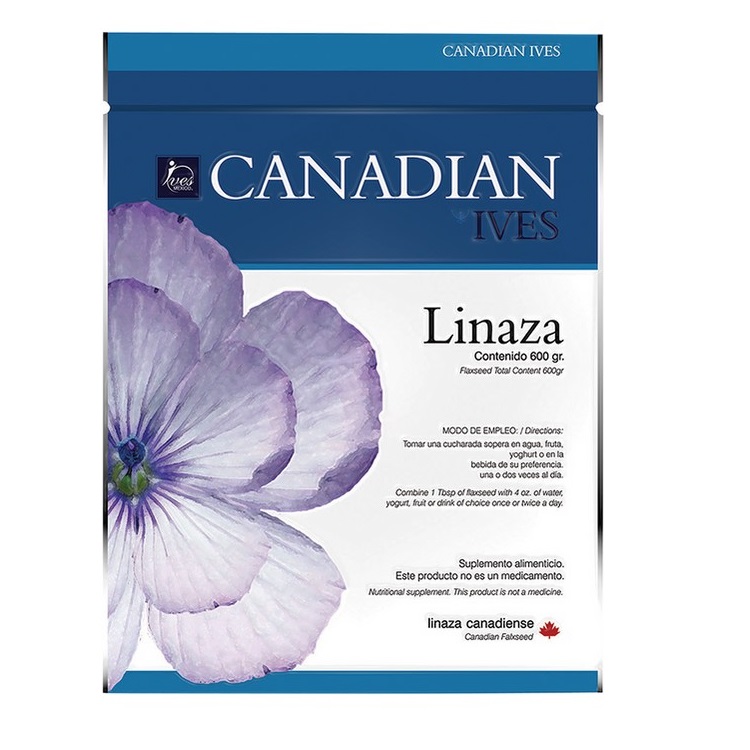 CANADIAN IVES
ives
MEXICO
CANADIAN
IVES
Linaza
Contenido 600 gr.
Flaxseed Total Content 600gr
MODO DE EMPLEO: / Directions:
Tomar una cucharada sopera en agua, fruta,
yoghurt o en la
bebida de su preferencia.
una o dos veces al día.
Combine 1 Tbsp of flaxseed with 4 oz. of water,
yogurt, fruit or drink of choice once or twice a day.
Suplemento alimenticio.
Este producto no es un medicamento.
Nutritional supplement. This product is not a medicine.
linaza canadiense
Canadian Falxseed